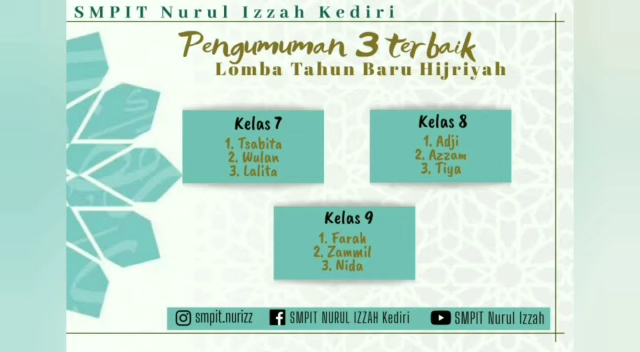 SMPIT Nurul Izzah Kediri
Pengumuman 3 terbaik
Lomba Tahun Baru Hijriyah
Kelas 7
1. Tsabita
2. Wulan
3. Lalita
Kelas 8
1. Adji
2. Azzam
3. Tiya
Kelas 9
1. Farah
2. Zammil
3. Nida
smpit.nurizz
SMPIT NURUL IZZAH Kediri
SMPIT Nurul Izzah